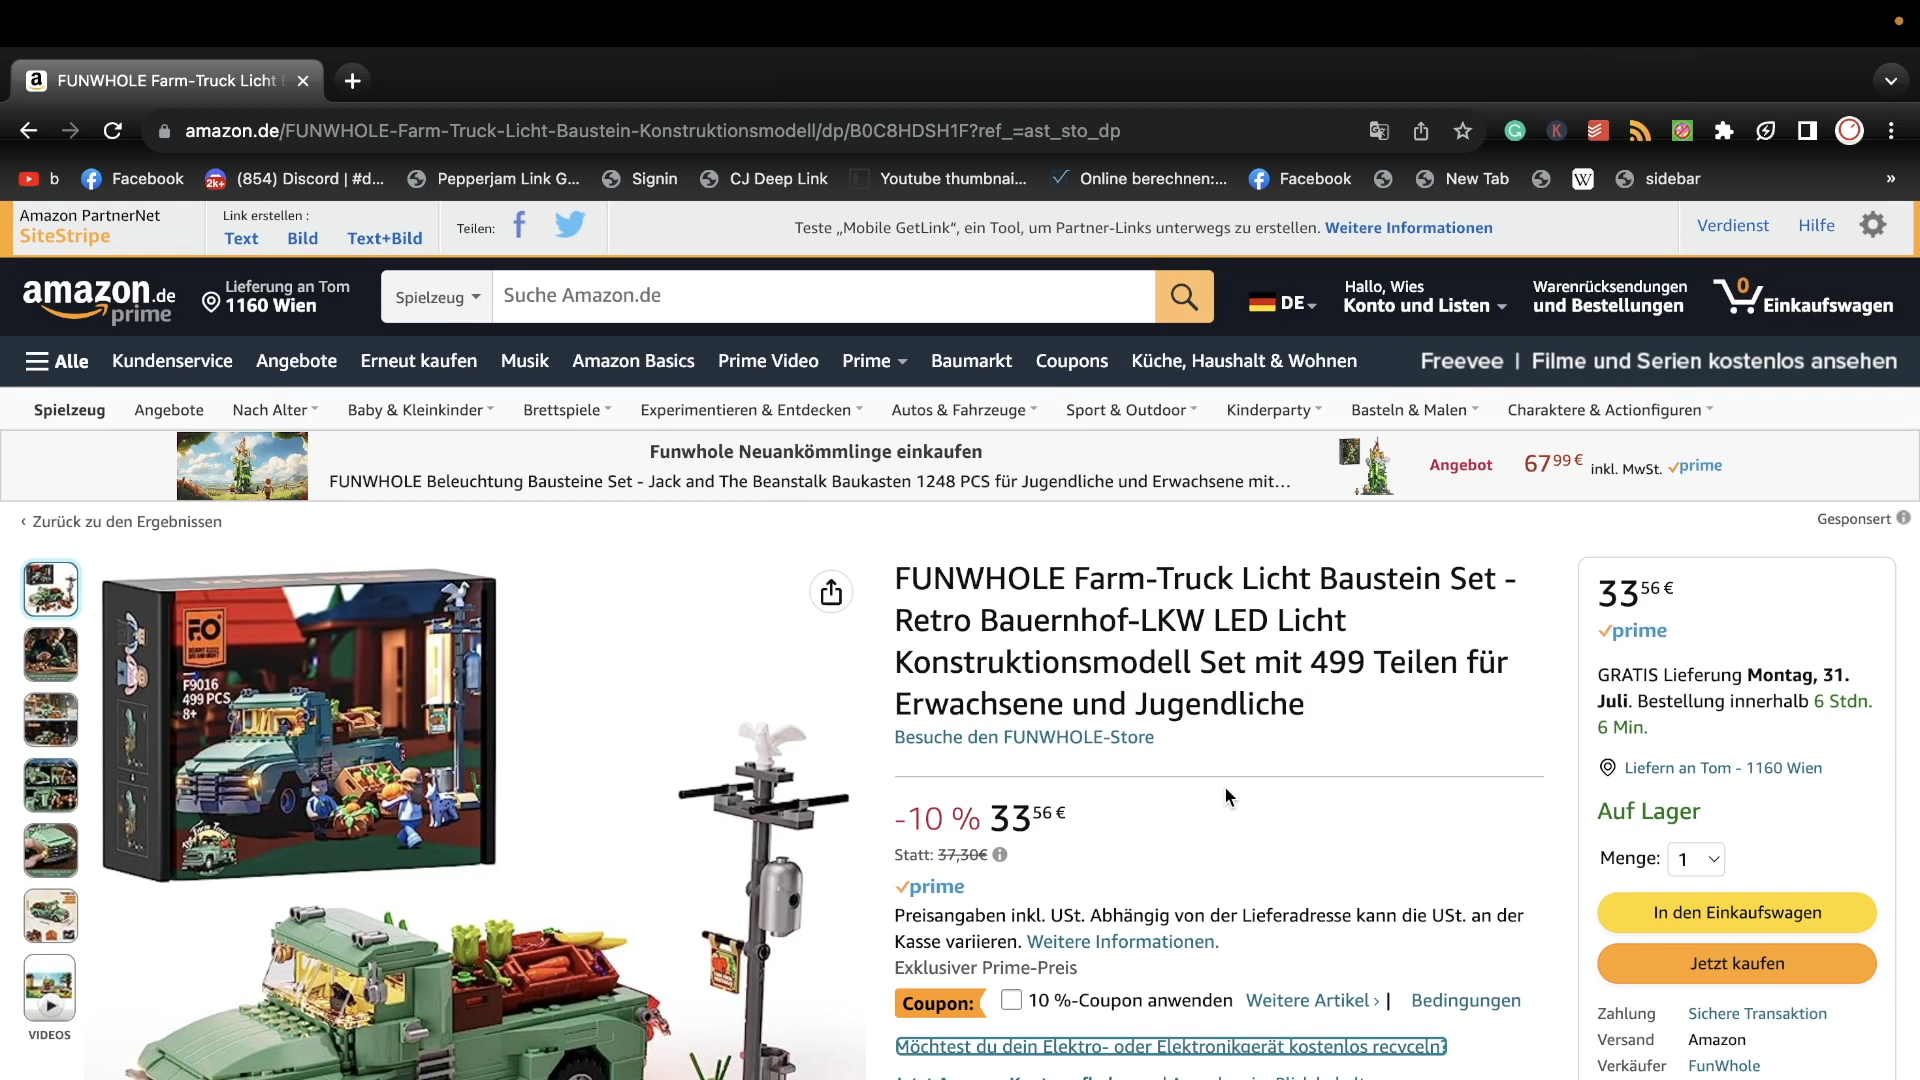 FUNWHOLE Farm-Truck Licht
amazon.de/FUNWHOLE-Farm-Truck-Licht-Baustein-Konstruktionsmodell/dp/B0C8HDSH1F?ref_=ast_sto_dp
b Facebook (854) Discord | #d... Pepperjam Link G... Signin CJ Deep Link Youtube thumbnai... Online berechnen:... Facebook New Tab W sidebar »
Amazon PartnerNet
SiteStripe
Link erstellen :
Text Bild Text+Bild
Teilen:
Teste „Mobile GetLink“, ein Tool, um Partner-Links unterwegs zu erstellen. Weitere Informationen
Verdienst Hilfe
amazon.de
prime
Lieferung an Tom
1160 Wien
Spielzeug
Suche Amazon.de
DE
Hallo, Wies
Konto und Listen
Warenrücksendungen
und Bestellungen
0
Einkaufswagen
Alle Kundenservice Angebote Erneut kaufen Musik Amazon Basics Prime Video Prime Baumarkt Coupons Küche, Haushalt & Wohnen
Freevee | Filme und Serien kostenlos ansehen
Spielzeug Angebote Nach Alter Baby & Kleinkinder Brettspiele Experimentieren & Entdecken Autos & Fahrzeuge Sport & Outdoor Kinderparty Basteln & Malen Charaktere & Actionfiguren
Funwhole Neuankömmlinge einkaufen
FUNWHOLE Beleuchtung Bausteine Set - Jack and The Beanstalk Baukasten 1248 PCS für Jugendliche und Erwachsene mit...
Angebot 67 99 € inkl. MwSt. prime
‹ Zurück zu den Ergebnissen
Gesponsert
F9016
499 PCS
8+
VIDEOS
FUNWHOLE Farm-Truck Licht Baustein Set -
Retro Bauernhof-LKW LED Licht
Konstruktionsmodell Set mit 499 Teilen für
Erwachsene und Jugendliche
Besuche den FUNWHOLE-Store
-10 % 33 56 €
Statt: 37,30€
prime
Preisangaben inkl. USt. Abhängig von der Lieferadresse kann die USt. an der
Kasse variieren. Weitere Informationen.
Exklusiver Prime-Preis
Coupon: 10 %-Coupon anwenden Weitere Artikel › | Bedingungen
Möchtest du dein Elektro- oder Elektronikgerät kostenlos recyceln?
33 56 €
prime
GRATIS Lieferung Montag, 31.
Juli. Bestellung innerhalb 6 Stdn.
6 Min.
Liefern an Tom - 1160 Wien
Auf Lager
Menge: 1
In den Einkaufswagen
Jetzt kaufen
Zahlung Sichere Transaktion
Versand Amazon
Verkäufer FunWhole